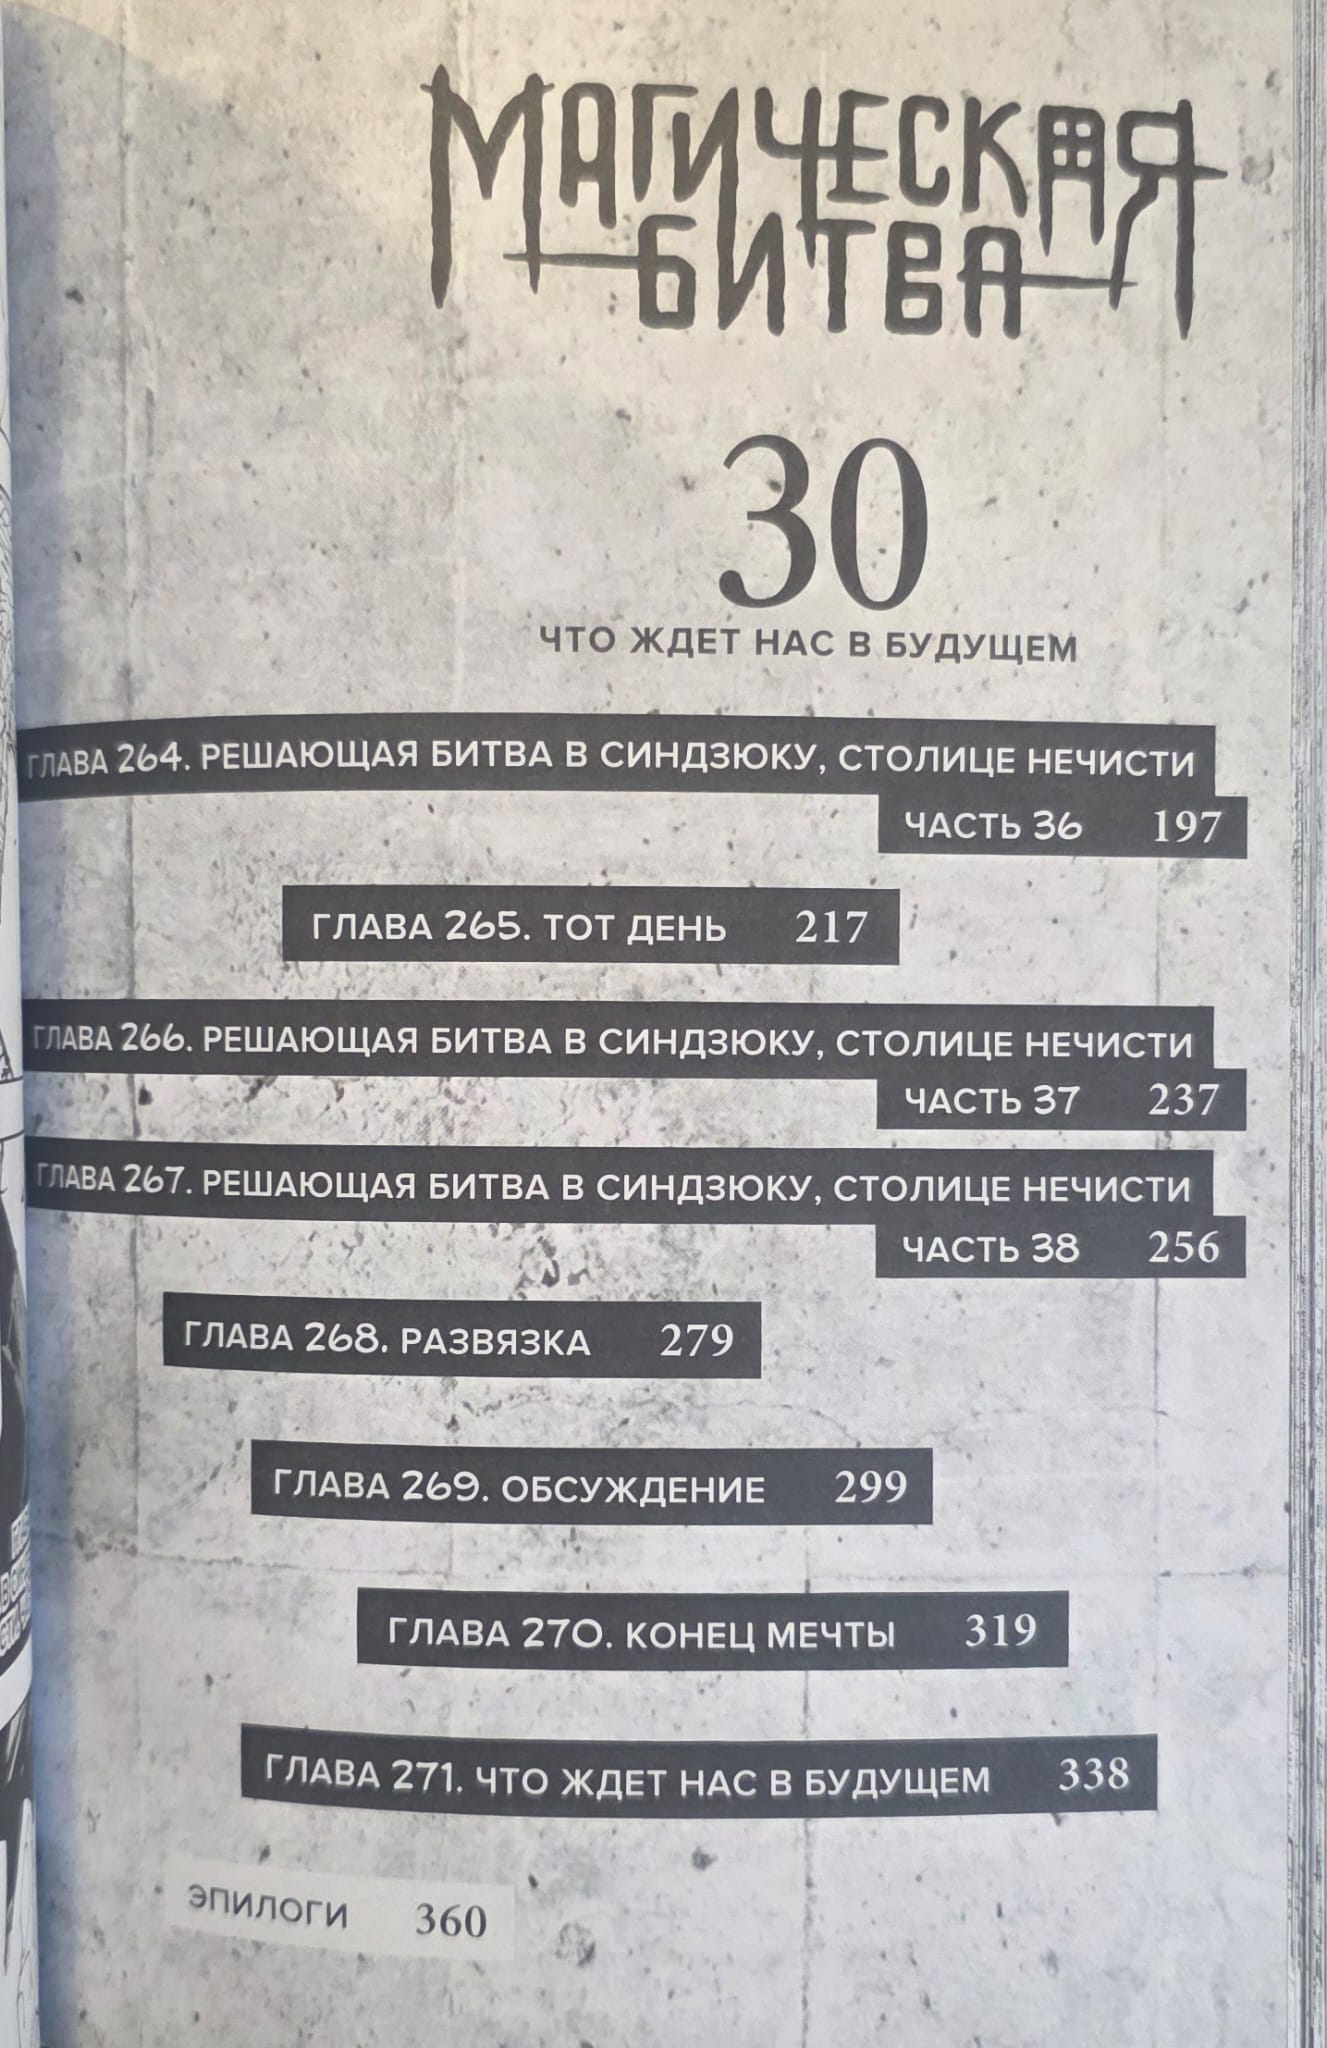 МАГИЧЕСКАЯ
БИТВА
30
ЧТО ЖДЕТ НАС В БУДУЩЕМ
ГЛАВА 264. РЕШАЮЩАЯ БИТВА В СИНДЗЮКУ, СТОЛИЦЕ НЕЧИСТИ
ЧАСТЬ 36 197
ГЛАВА 265. ТОТ ДЕНЬ 217
ГЛАВА 266. РЕШАЮЩАЯ БИТВА В СИНДЗЮКУ, СТОЛИЦЕ НЕЧИСТИ
ЧАСТЬ 37 237
ГЛАВА 267. РЕШАЮЩАЯ БИТВА В СИНДЗЮКУ, СТОЛИЦЕ НЕЧИСТИ
ЧАСТЬ 38 256
ГЛАВА 268. РАЗВЯЗКА 279
ГЛАВА 269. ОБСУЖДЕНИЕ 299
ГЛАВА 270. КОНЕЦ МЕЧТЫ 319
ГЛАВА 271. ЧТО ЖДЕТ НАС В БУДУЩЕМ 338
ЭПИЛОГИ 360